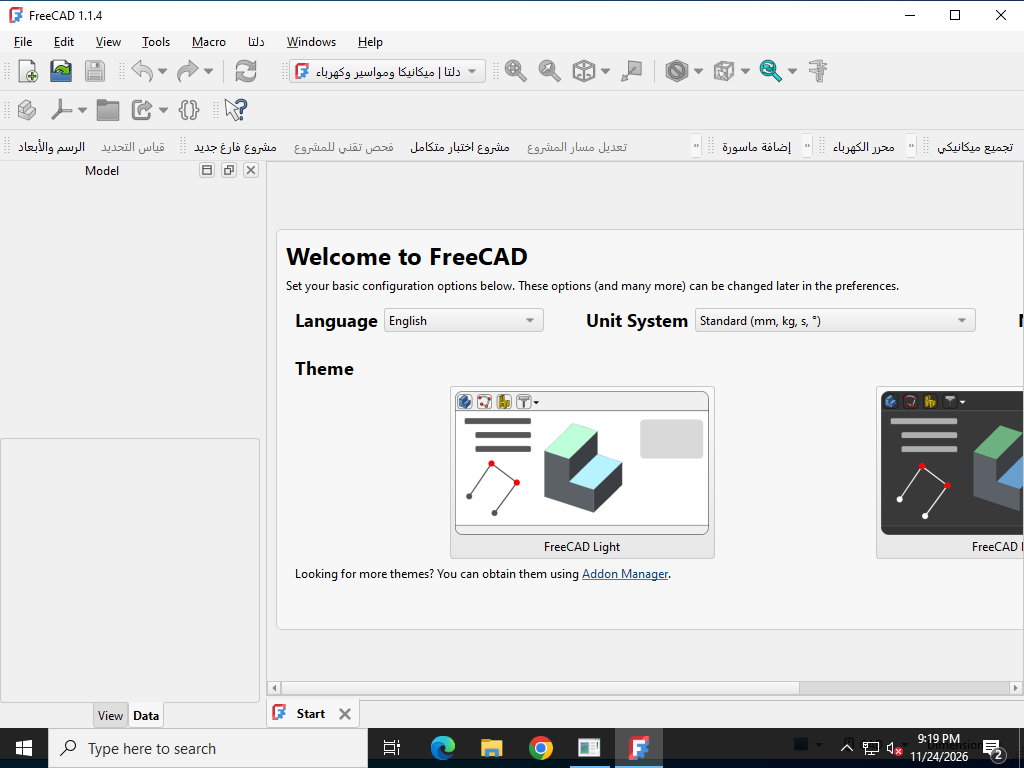 FreeCAD 1.1.4
File Edit View Tools Macro دلتا Windows Help
دلتا | ميكانيكا ومواسير وكهرباء
الرسم والأبعاد قياس التحديد مشروع فارغ جديد فحص تقني للمشروع مشروع اختبار متكامل تعديل مسار المشروع » إضافة ماسورة » محرر الكهرباء » تجميع ميكانيكي
Model
Welcome to FreeCAD
Set your basic configuration options below. These options (and many more) can be changed later in the preferences.
Language English Unit System Standard (mm, kg, s, °)
Theme
FreeCAD Light FreeCAD
Looking for more themes? You can obtain them using Addon Manager.
View Data
Start
Type here to search
9:19 PM
11/24/2026
2